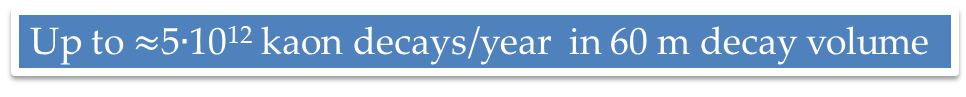 Up to ≈5·10¹² kaon decays/year in 60 m decay volume